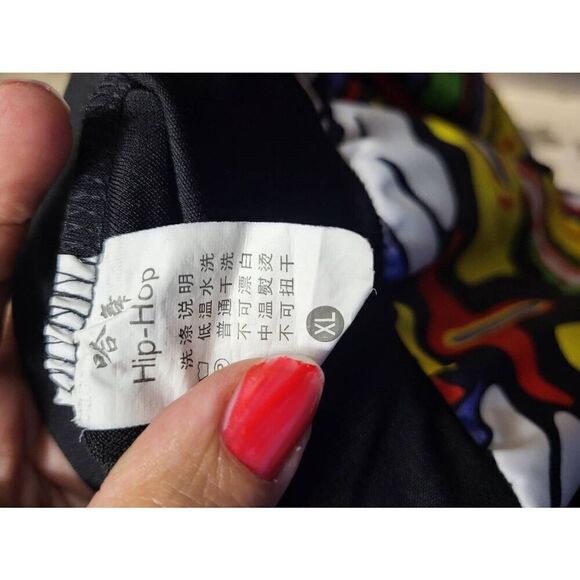 哈舞
Hip-Hop
洗涤说明
低温水洗
普通干洗
不可漂白
中温熨烫
不可扭干
XL